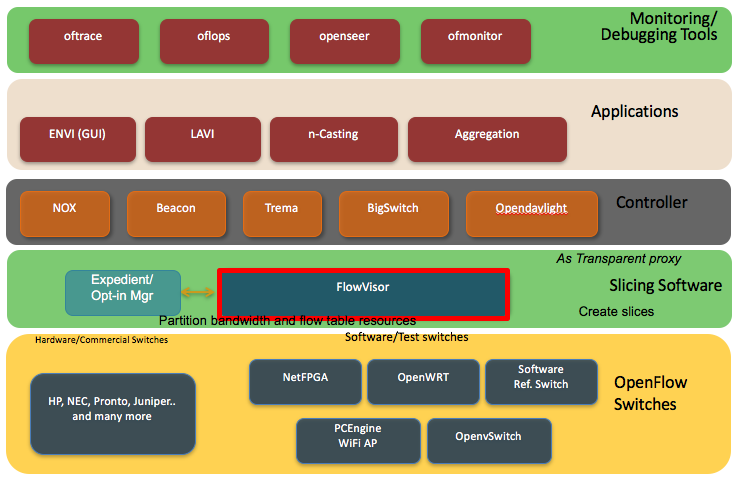 Monitoring/
Debugging Tools
oftrace
oflops
openseer
ofmonitor
Applications
ENVI (GUI)
LAVI
n-Casting
Aggregation
Controller
NOX
Beacon
Trema
BigSwitch
Opendaylight
As Transparent proxy
Expedient/
Opt-in Mgr
FlowVisor
Slicing Software
Create slices
Partition bandwidth and flow table resources
Hardware/Commercial Switches
Software/Test switches
HP, NEC, Pronto, Juniper..
and many more
NetFPGA
OpenWRT
Software
Ref. Switch
OpenFlow
Switches
PCEngine
WiFi AP
OpenvSwitch